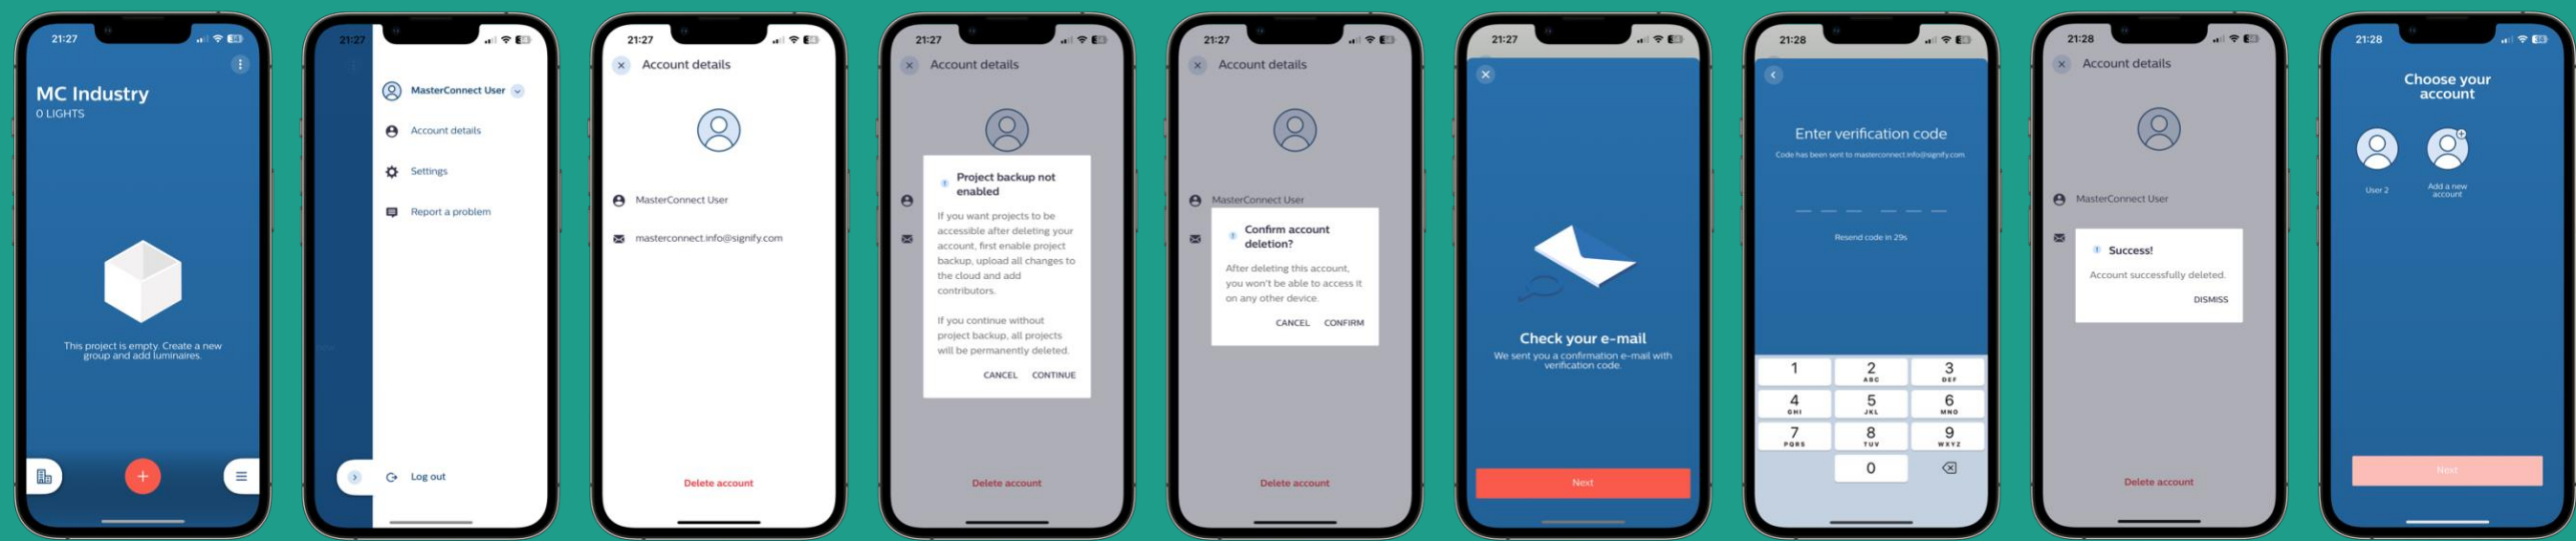 21:27
MC Industry
0 LIGHTS
This project is empty. Create a new
group and add luminaires.
21:27
MasterConnect User
Account details
Settings
Report a problem
Log out
21:27
Account details
MasterConnect User
masterconnect.info@signify.com
Delete account
21:27
Account details
Project backup not
enabled
If you want projects to be
accessible after deleting your
account, first enable project
backup, upload all changes to
the cloud and add
contributors.
If you continue without
project backup, all projects
will be permanently deleted.
CANCEL CONTINUE
Delete account
21:27
Account details
MasterConnect User
Confirm account
deletion?
After deleting this account,
you won't be able to access it
on any other device.
CANCEL CONFIRM
Delete account
21:27
Check your e-mail
We sent you a confirmation e-mail with
verification code.
Next
21:28
Enter verification code
Code has been sent to masterconnect.info@signify.com.
Resend code in 29s
1 2 3
ABC DEF
4 5 6
GHI JKL MNO
7 8 9
PQRS TUV WXYZ
0
21:28
Account details
MasterConnect User
Success!
Account successfully deleted.
DISMISS
Delete account
21:28
Choose your
account
User 2
Add a new
account
Next